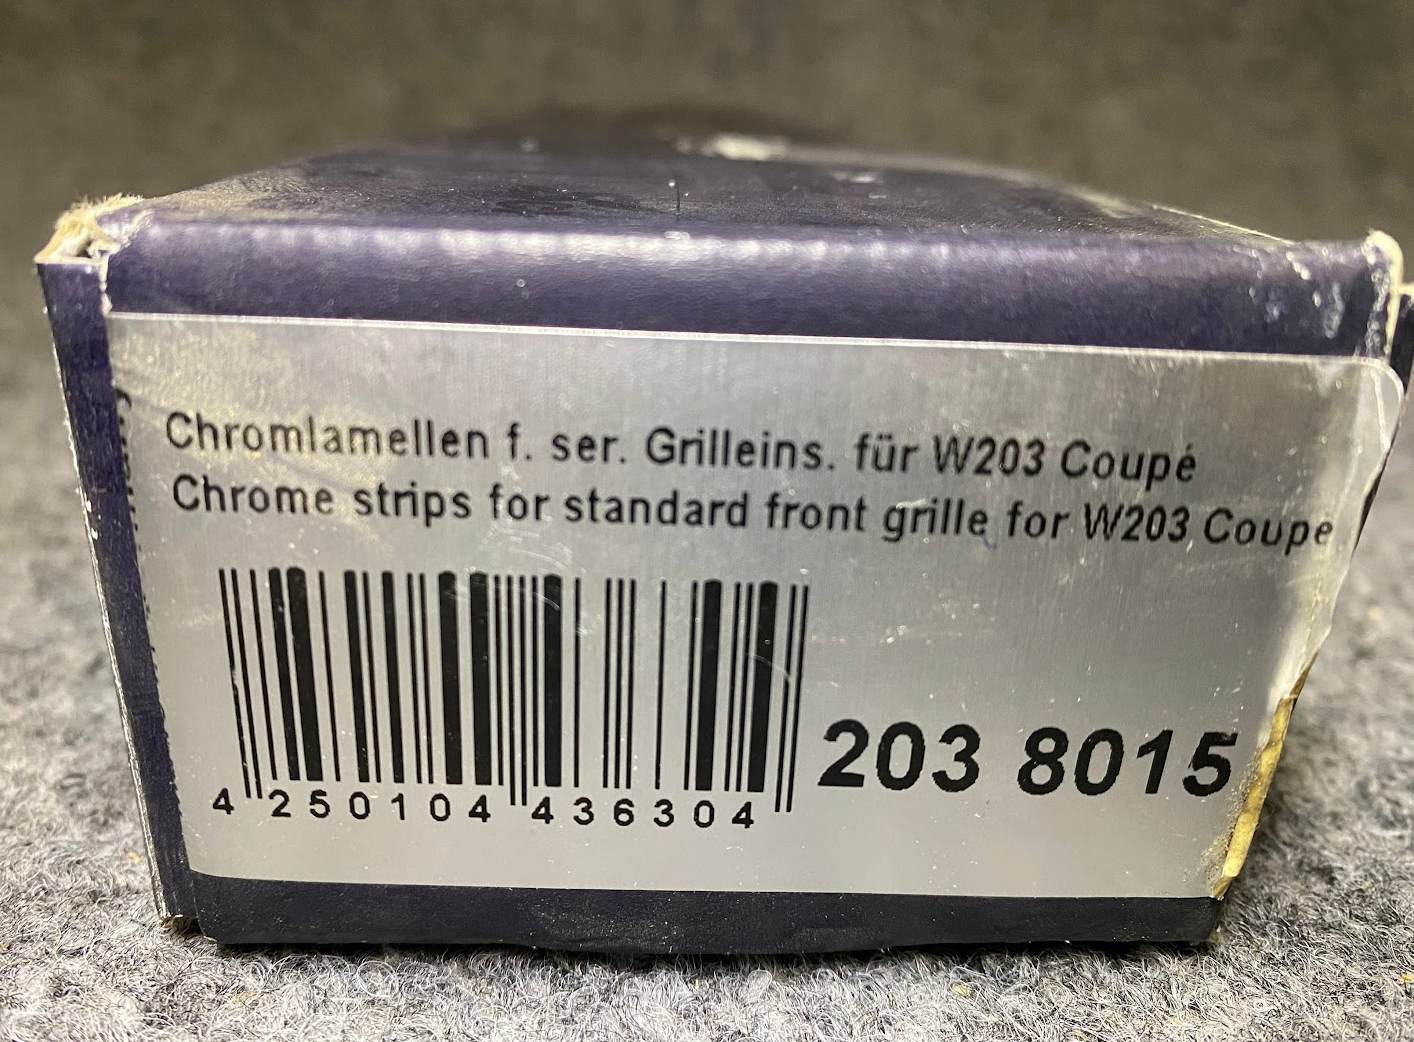 Chromlamellen f. ser. Grilleins. für W203 Coupé
Chrome strips for standard front grille for W203 Coupé
203 8015
4 250104 436304